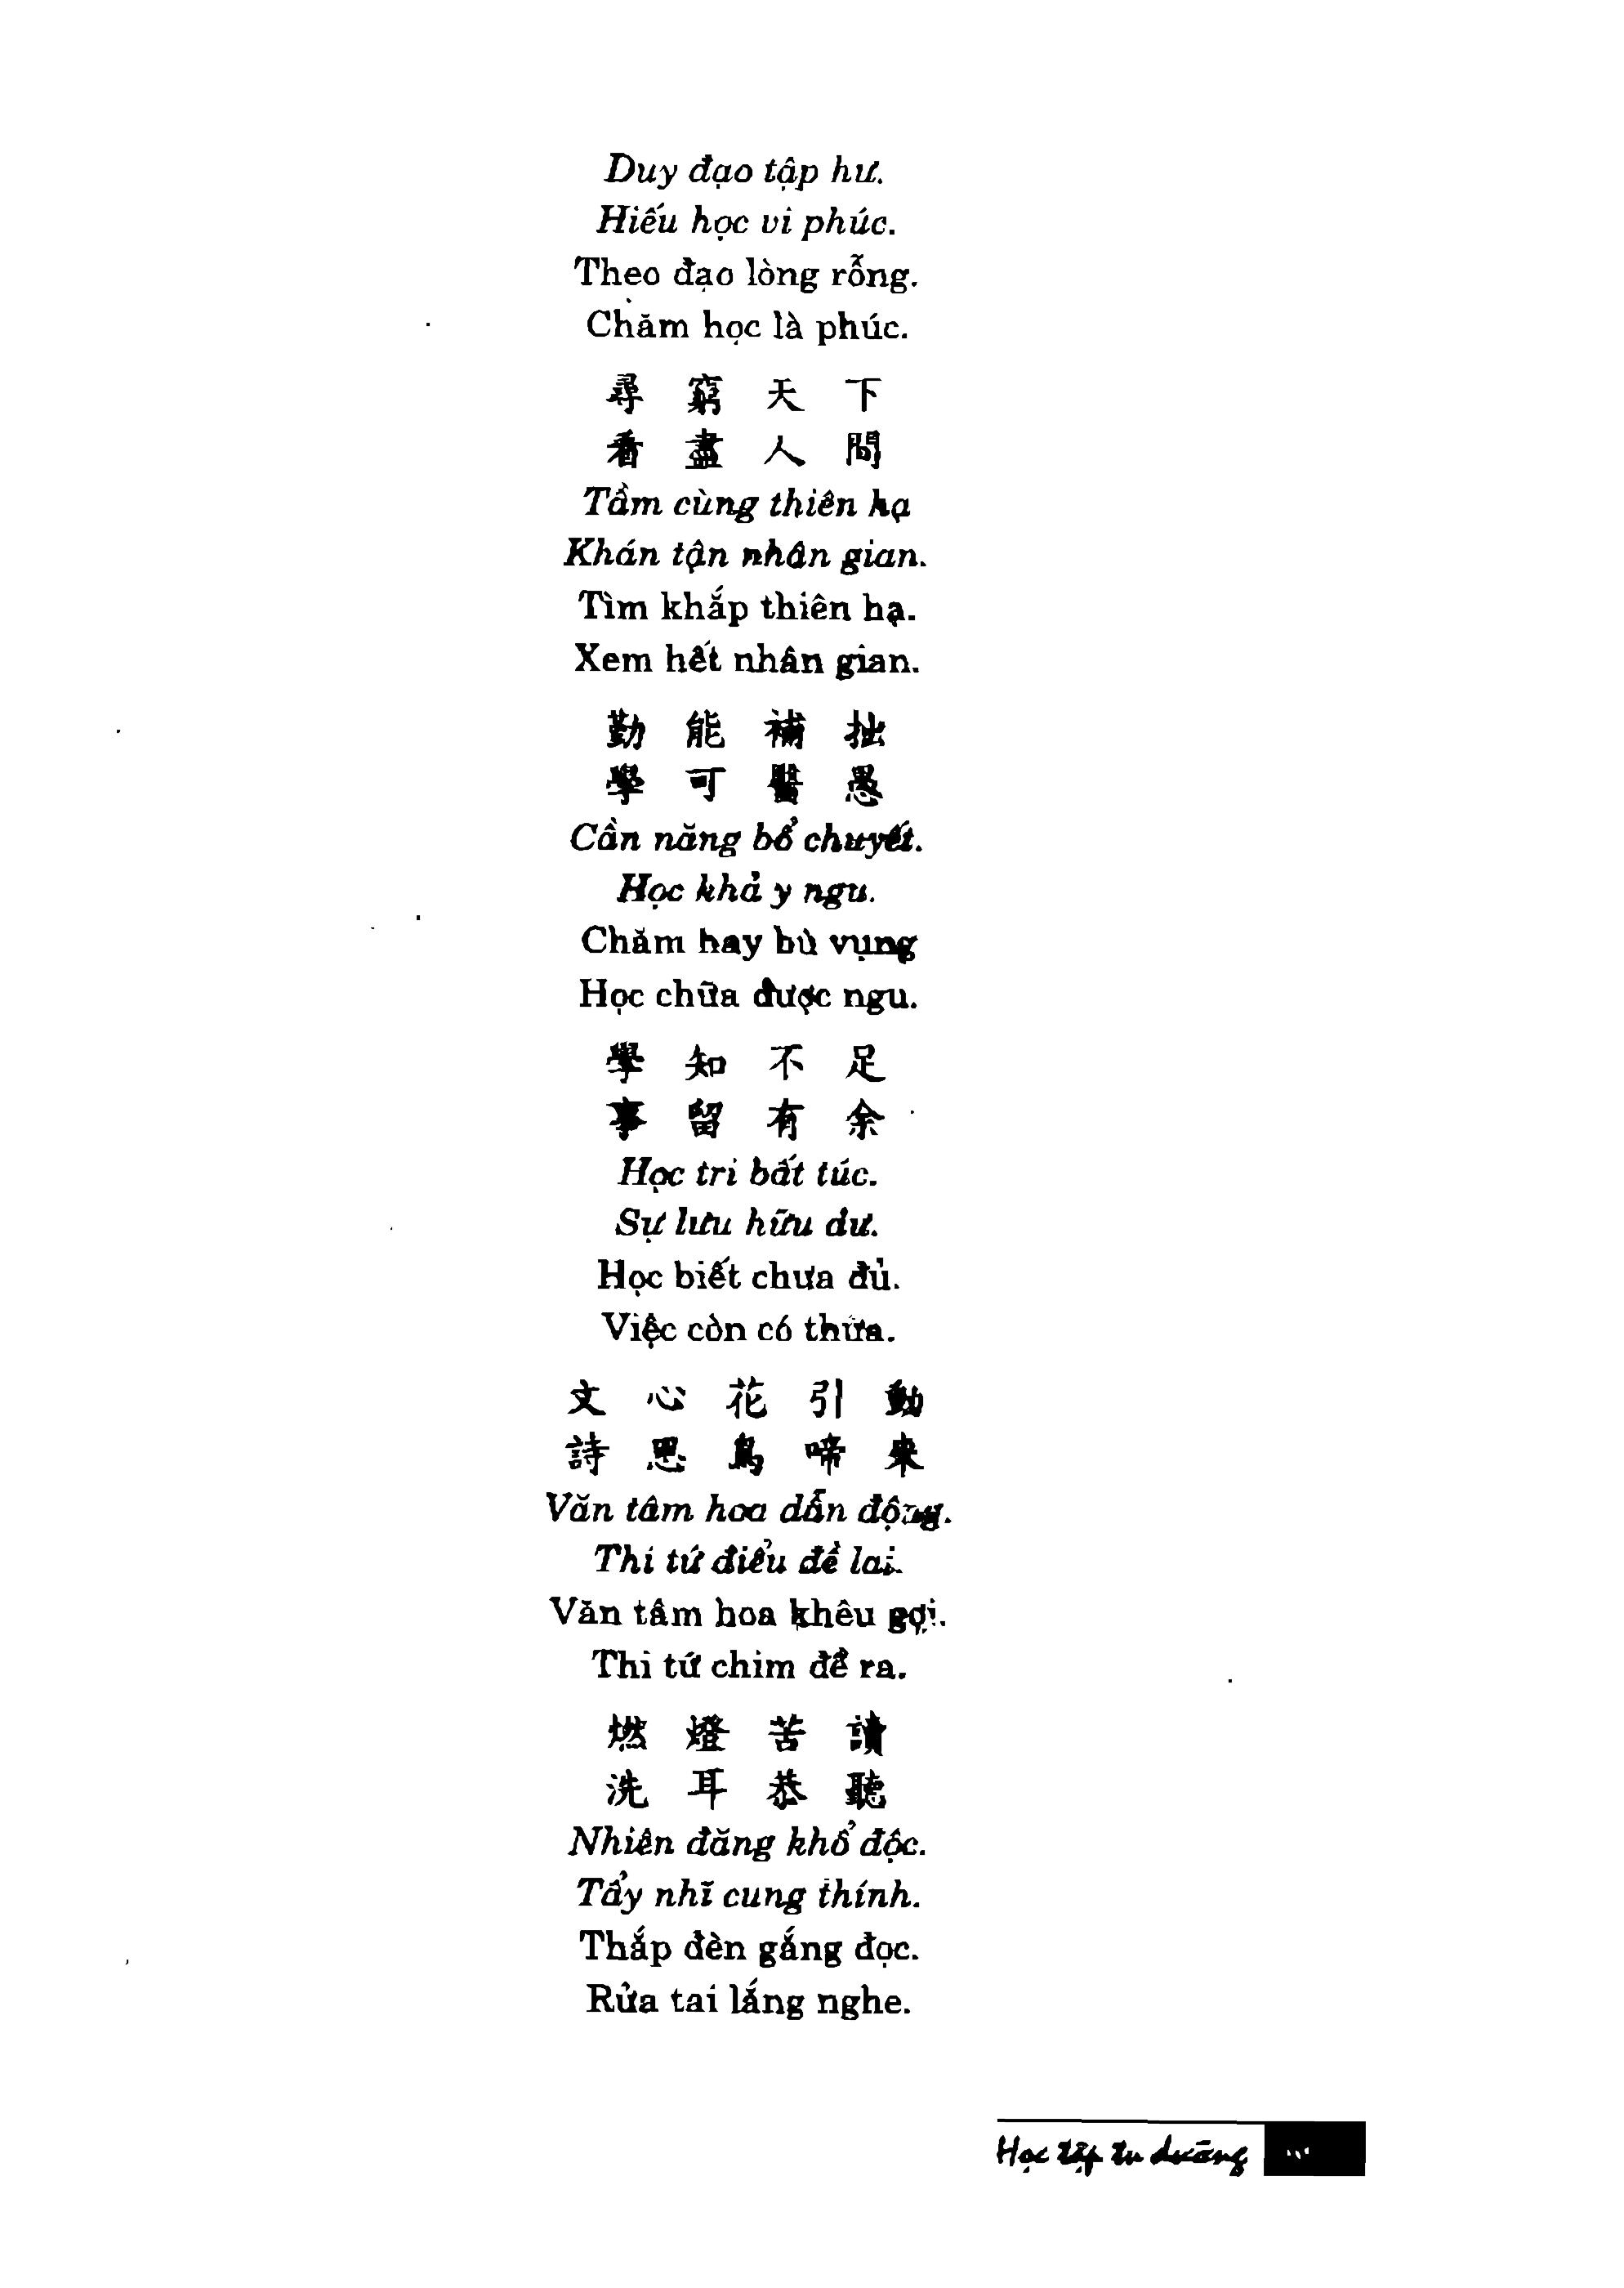 Duy đạo tập hư.
Hiếu học vi phúc.
Theo đạo lòng rỗng.
Chăm học là phúc.
尋 窮 天 下
看 盡 人 間
Tầm cùng thiên hạ
Khán tận nhân gian.
Tìm khắp thiên hạ.
Xem hết nhân gian.
勤 能 補 拙
學 可 醫 愚
Cần năng bổ chuyết.
Học khả y ngu.
Chăm hay bù vụng
Học chữa được ngu.
學 知 不 足
事 留 有 余
Học tri bất túc.
Sự lưu hữu dư.
Học biết chưa đủ.
Việc còn có thừa.
文 心 花 引 動
詩 思 鳥 啼 來
Văn tâm hoa dẫn động.
Thi tứ điểu đề lai.
Văn tâm hoa khêu gợi.
Thi tứ chim để ra.
燃 燈 苦 讀
洗 耳 恭 聽
Nhiên đăng khổ độc.
Tẩy nhĩ cung thính.
Thắp đèn gắng đọc.
Rửa tai lắng nghe.
Học tập tu dưỡng